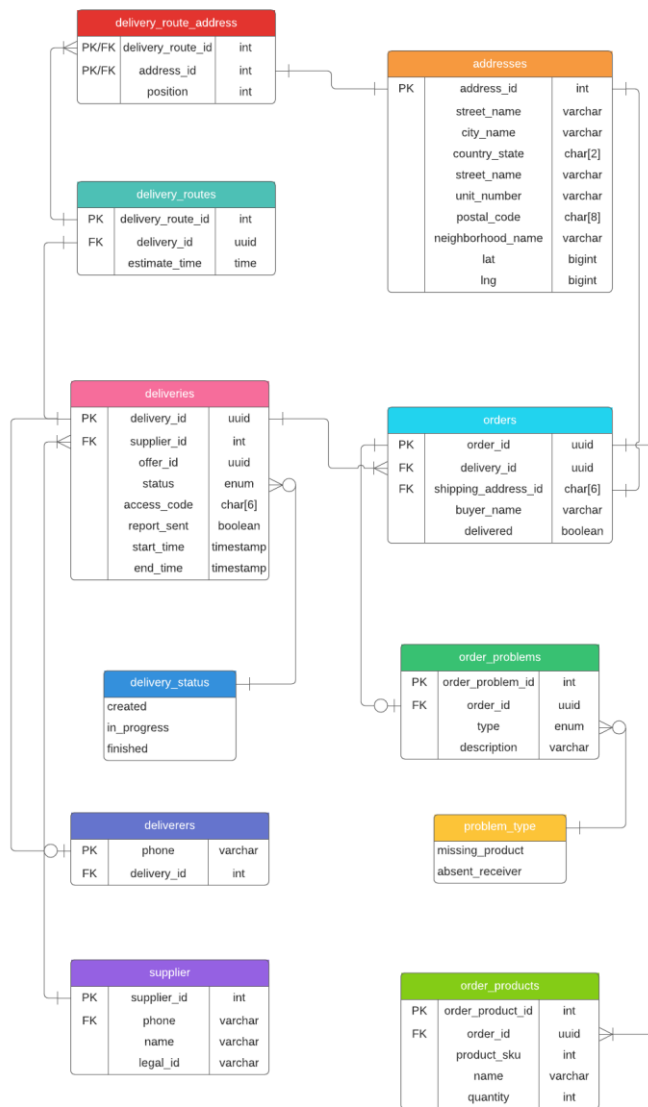 delivery_route_address
PK/FK delivery_route_id int
PK/FK address_id int
position int
addresses
PK address_id int
street_name varchar
city_name varchar
country_state char[2]
street_name varchar
unit_number varchar
postal_code char[8]
neighborhood_name varchar
lat bigint
lng bigint
delivery_routes
PK delivery_route_id int
FK delivery_id uuid
estimate_time time
deliveries
PK delivery_id uuid
FK supplier_id int
offer_id uuid
status enum
access_code char[6]
report_sent boolean
start_time timestamp
end_time timestamp
orders
PK order_id uuid
FK delivery_id uuid
FK shipping_address_id char[6]
buyer_name varchar
delivered boolean
delivery_status
created
in_progress
finished
order_problems
PK order_problem_id int
FK order_id uuid
type enum
description varchar
deliverers
PK phone varchar
FK delivery_id int
problem_type
missing_product
absent_receiver
supplier
PK supplier_id int
FK phone varchar
name varchar
legal_id varchar
order_products
PK order_product_id int
FK order_id uuid
product_sku int
name varchar
quantity int